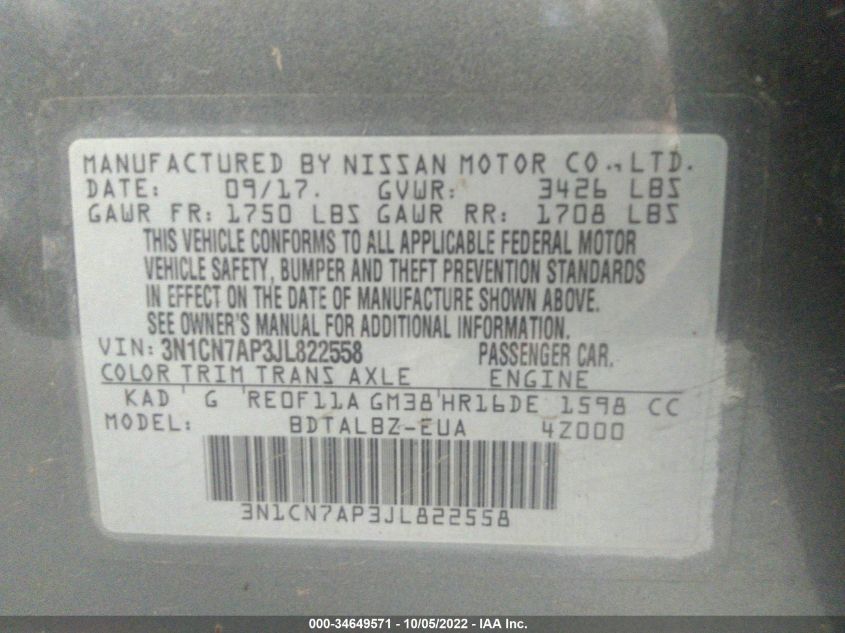 MANUFACTURED BY NISSAN MOTOR CO., LTD.
DATE: 09/17. GVWR: 3426 LBS
GAWR FR: 1750 LBS GAWR RR: 1708 LBS
THIS VEHICLE CONFORMS TO ALL APPLICABLE FEDERAL MOTOR
VEHICLE SAFETY, BUMPER AND THEFT PREVENTION STANDARDS
IN EFFECT ON THE DATE OF MANUFACTURE SHOWN ABOVE.
SEE OWNER'S MANUAL FOR ADDITIONAL INFORMATION.
VIN: 3N1CN7AP3JL822558 PASSENGER CAR.
COLOR TRIM TRANS AXLE ENGINE
KAD G RE0F11A GM38 HR16DE 1598 CC
MODEL: BDTALBZ-EUA 4Z000
3N1CN7AP3JL822558
000-34649571 - 10/05/2022 - IAA Inc.